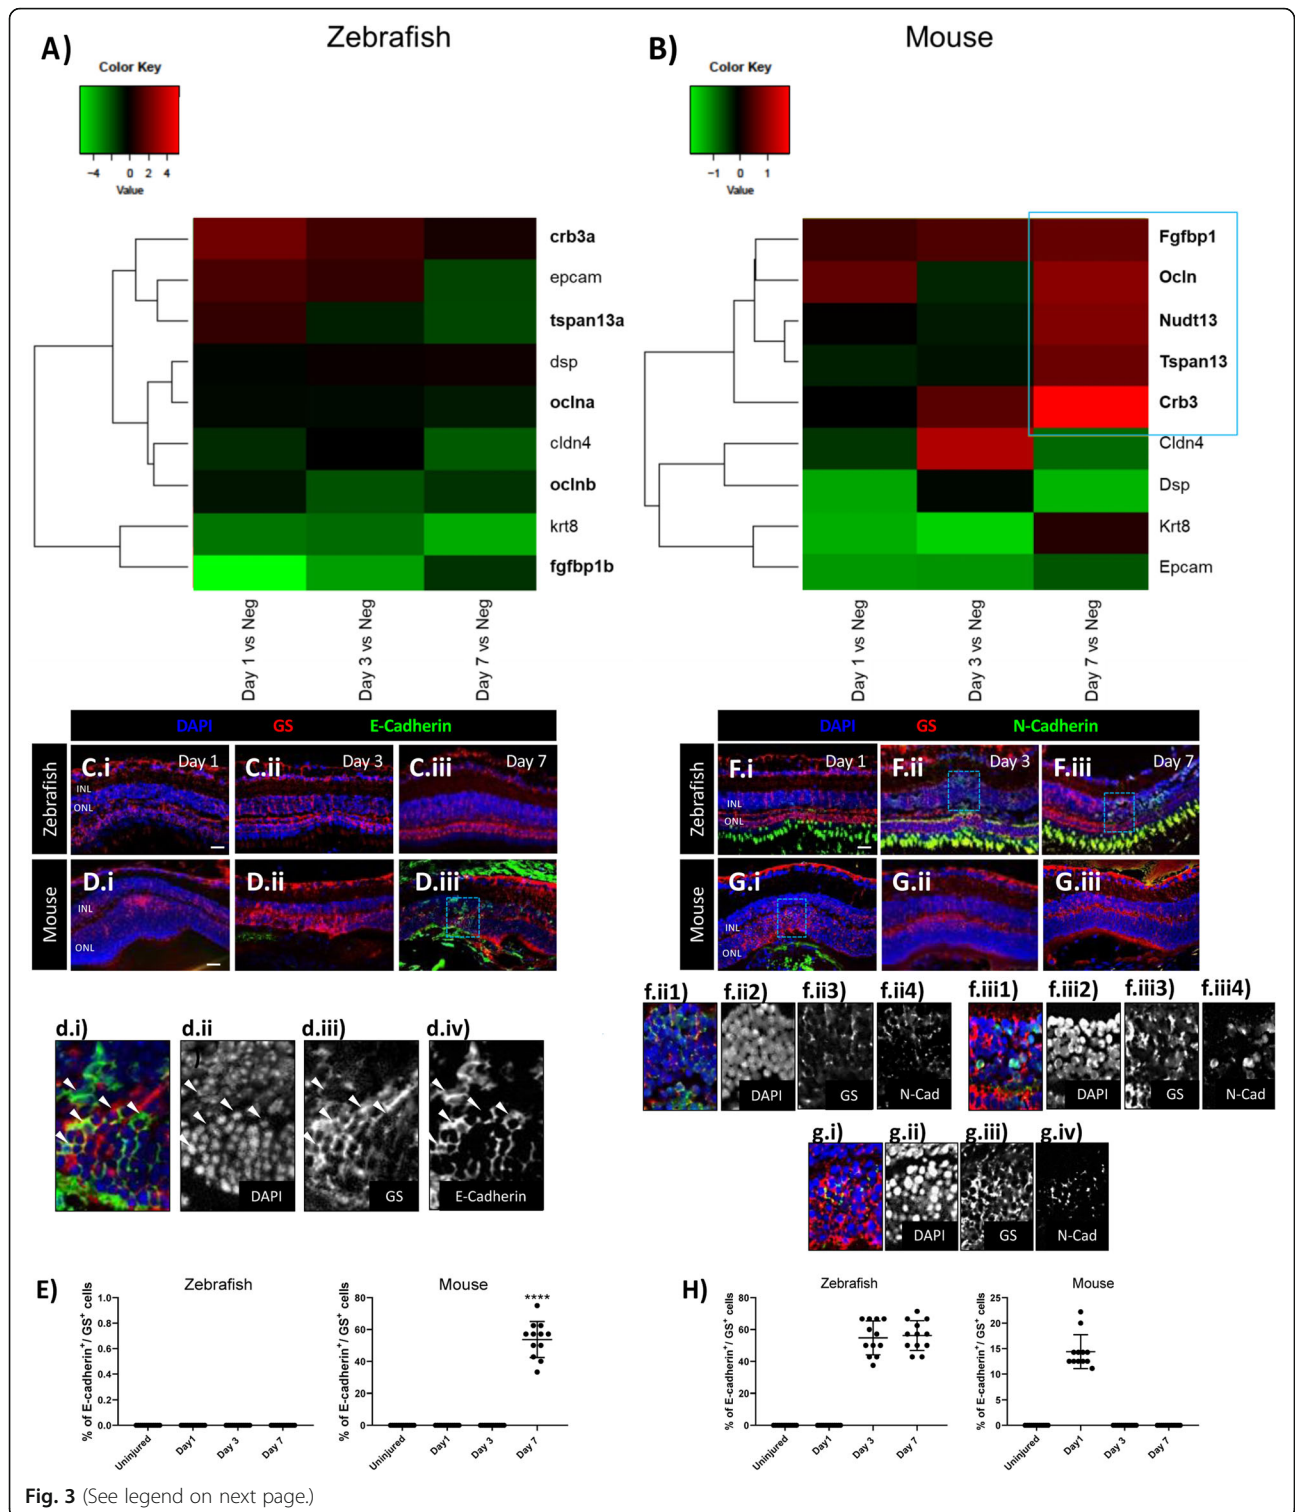 A)
Zebrafish
Color Key
−4 0 2 4
Value
crb3a
epcam
tspan13a
dsp
oclna
cldn4
oclnb
krt8
fgfbp1b
Day 1 vs Neg
Day 3 vs Neg
Day 7 vs Neg
B)
Mouse
Color Key
−1 0 1
Value
Fgfbp1
Ocln
Nudt13
Tspan13
Crb3
Cldn4
Dsp
Krt8
Epcam
Day 1 vs Neg
Day 3 vs Neg
Day 7 vs Neg
DAPI GS E-Cadherin
Zebrafish
C.i Day 1
INL
ONL
C.ii Day 3
C.iii Day 7
Mouse
D.i
INL
ONL
D.ii
D.iii
d.i)
d.ii
)
DAPI
d.iii)
GS
d.iv)
E-Cadherin
DAPI GS N-Cadherin
Zebrafish
F.i Day 1
INL
ONL
F.ii Day 3
F.iii Day 7
Mouse
G.i
INL
ONL
G.ii
G.iii
f.ii1)
f.ii2)
DAPI
f.ii3)
GS
f.ii4)
N-Cad
f.iii1)
f.iii2)
DAPI
f.iii3)
GS
f.iii4)
N-Cad
g.i)
g.ii)
DAPI
g.iii)
GS
g.iv)
N-Cad
E)
Zebrafish
% of E-cadherin+/ GS+ cells
1.0
0.8
0.6
0.4
0.2
0.0
Uninjured Day1 Day 3 Day 7
Mouse
% of E-cadherin+/ GS+ cells
80
60
40
20
0
****
Uninjured Day1 Day 3 Day 7
H)
Zebrafish
% of E-cadherin+/ GS+ cells
80
60
40
20
0
Uninjured Day1 Day 3 Day 7
Mouse
% of E-cadherin+/ GS+ cells
25
20
15
10
5
0
Uninjured Day1 Day 3 Day 7
Fig. 3 (See legend on next page.)